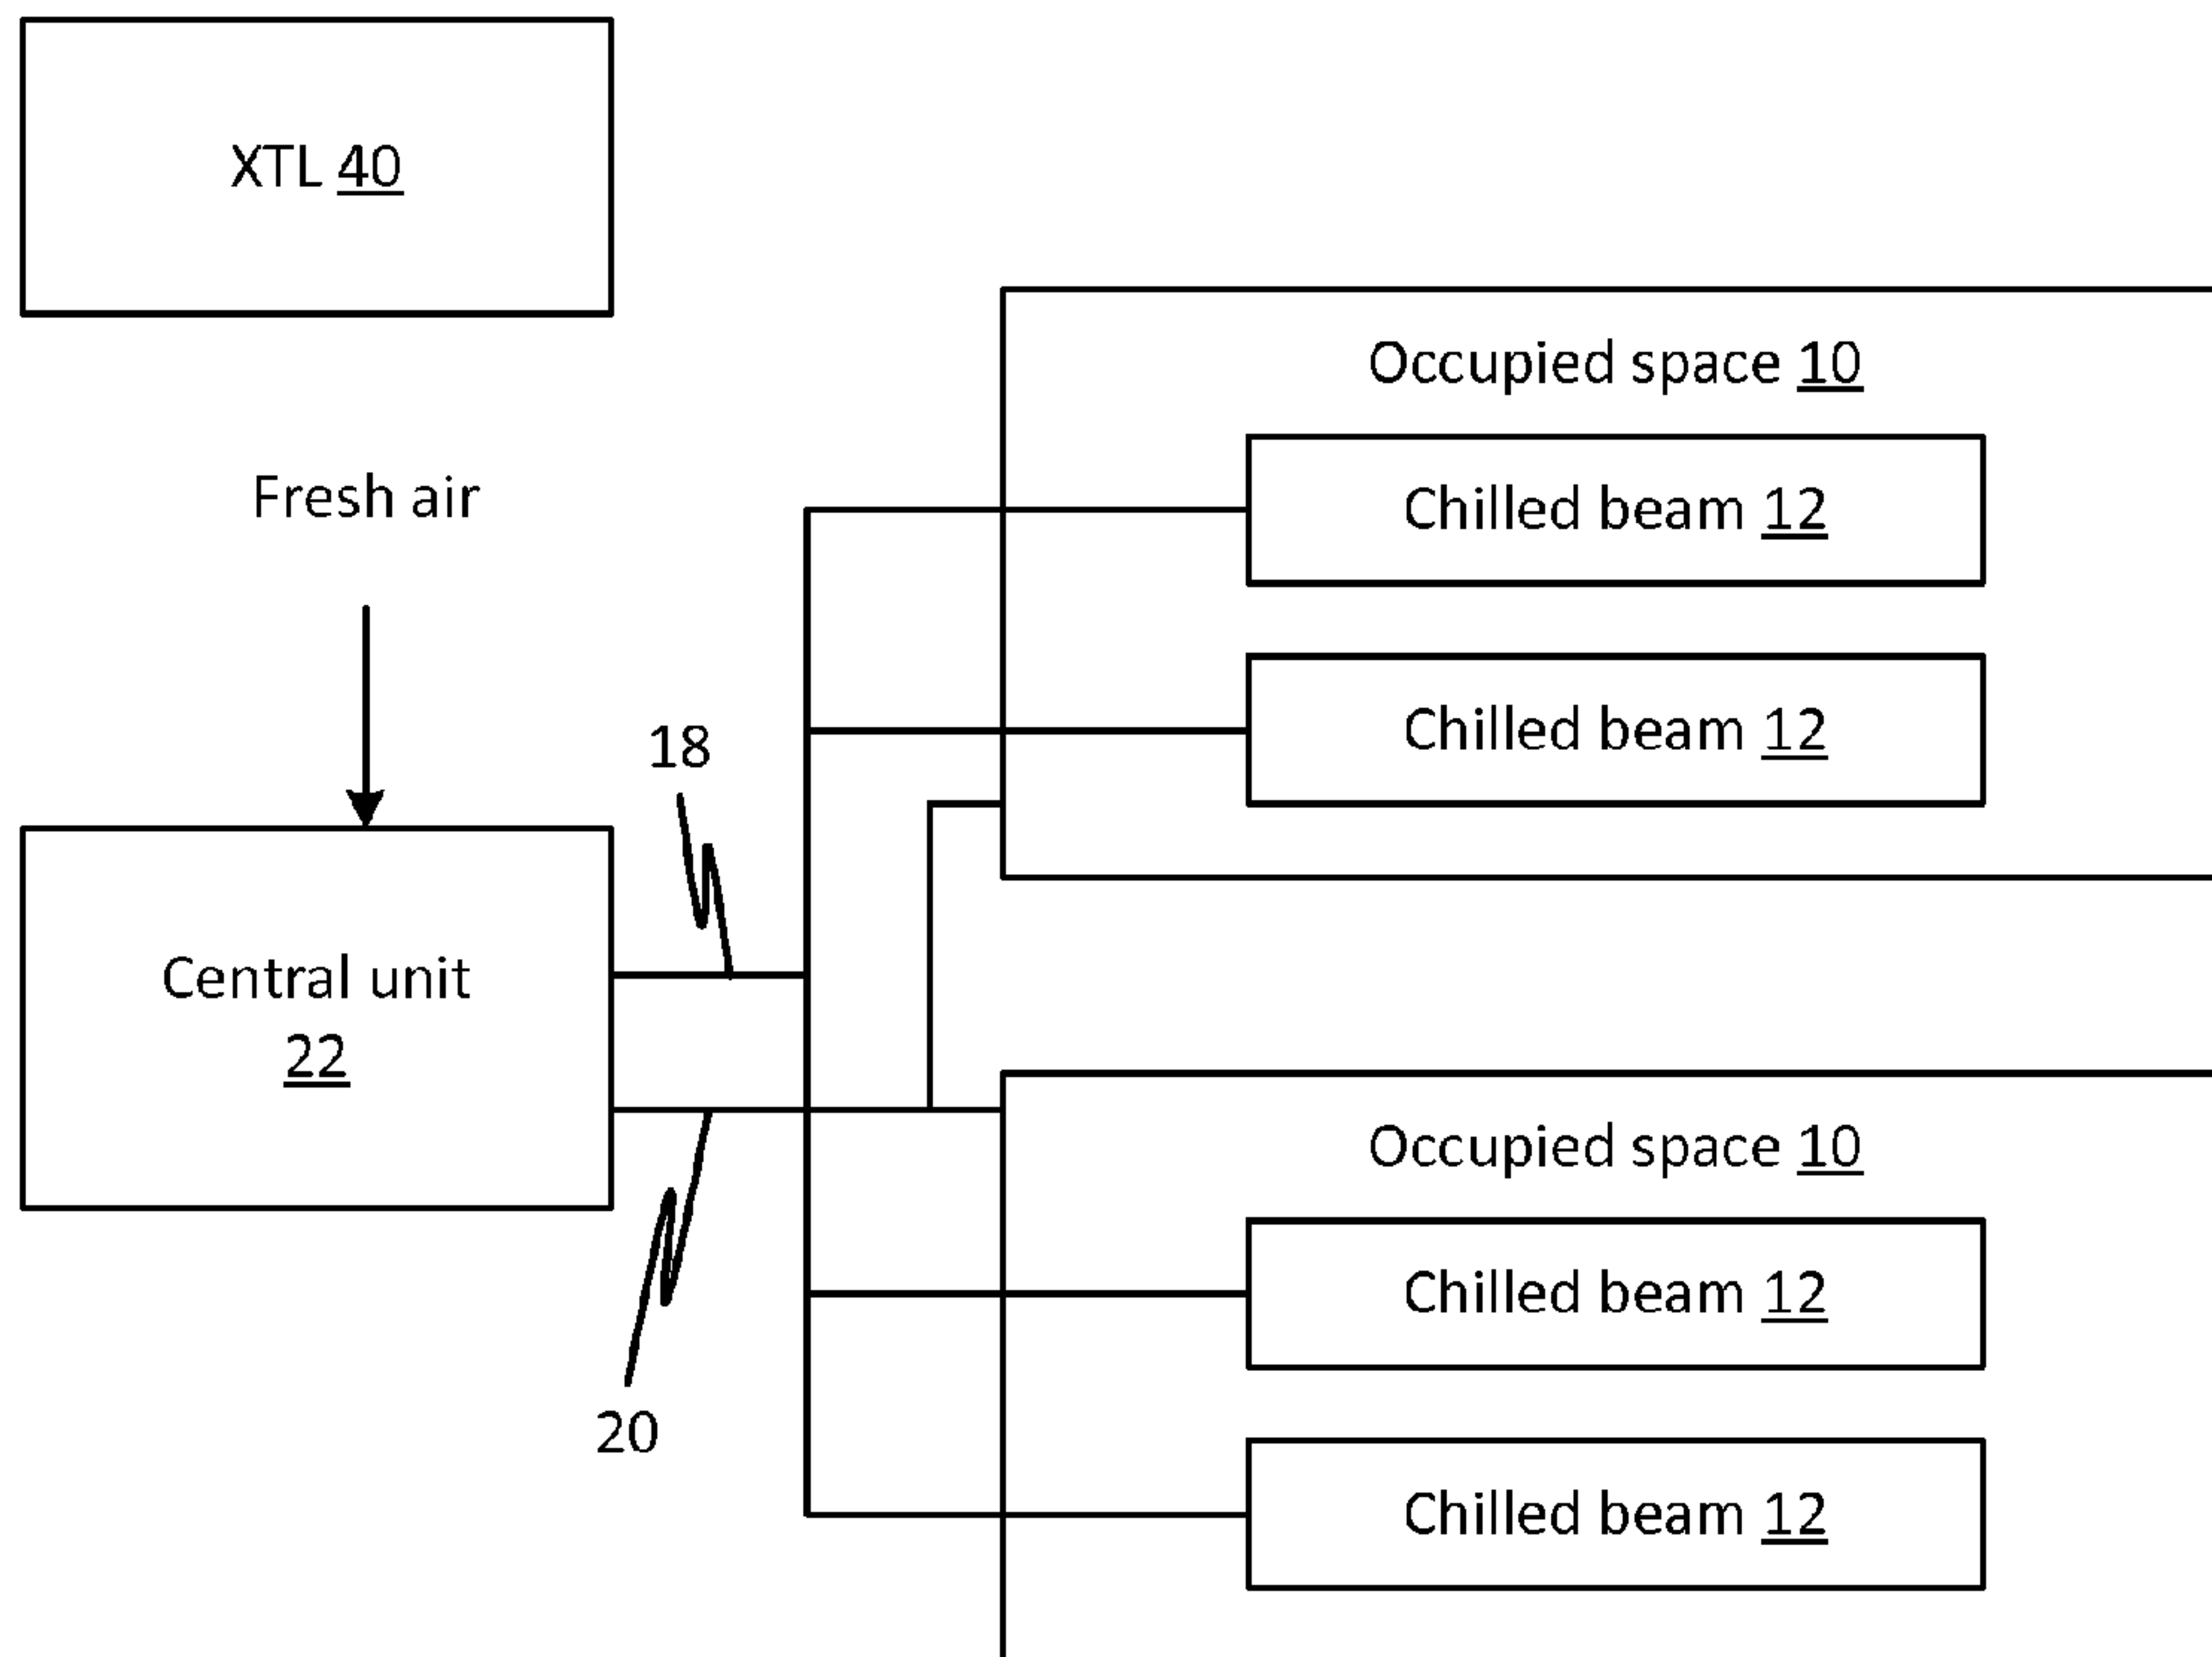 XTL 40
Fresh air
Occupied space 10
Chilled beam 12
Chilled beam 12
18
Central unit
22
20
Occupied space 10
Chilled beam 12
Chilled beam 12